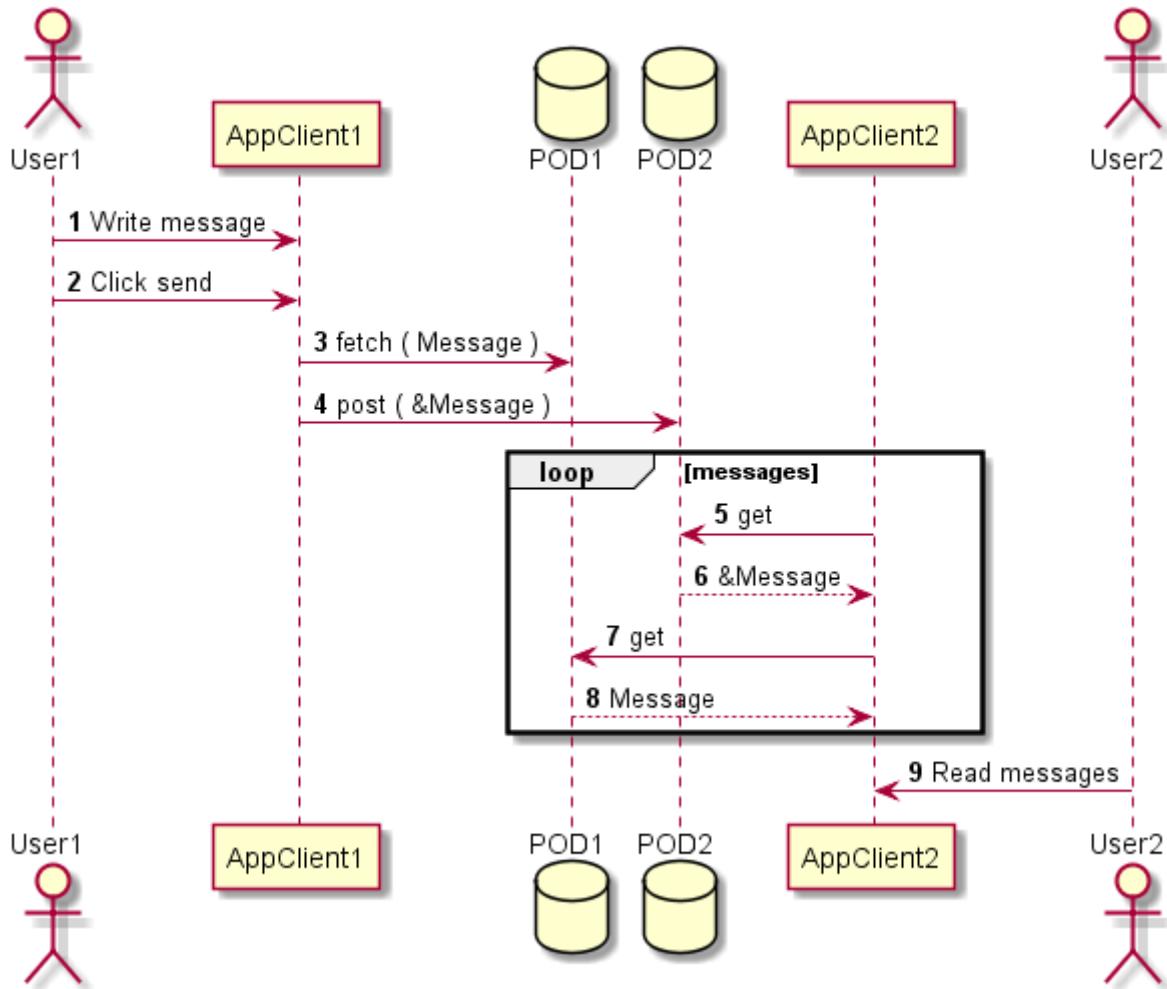 User1
AppClient1
POD1
POD2
AppClient2
User2
1 Write message
2 Click send
3 fetch ( Message )
4 post ( &Message )
loop
[messages]
5 get
6 &Message
7 get
8 Message
9 Read messages
User1
AppClient1
POD1
POD2
AppClient2
User2